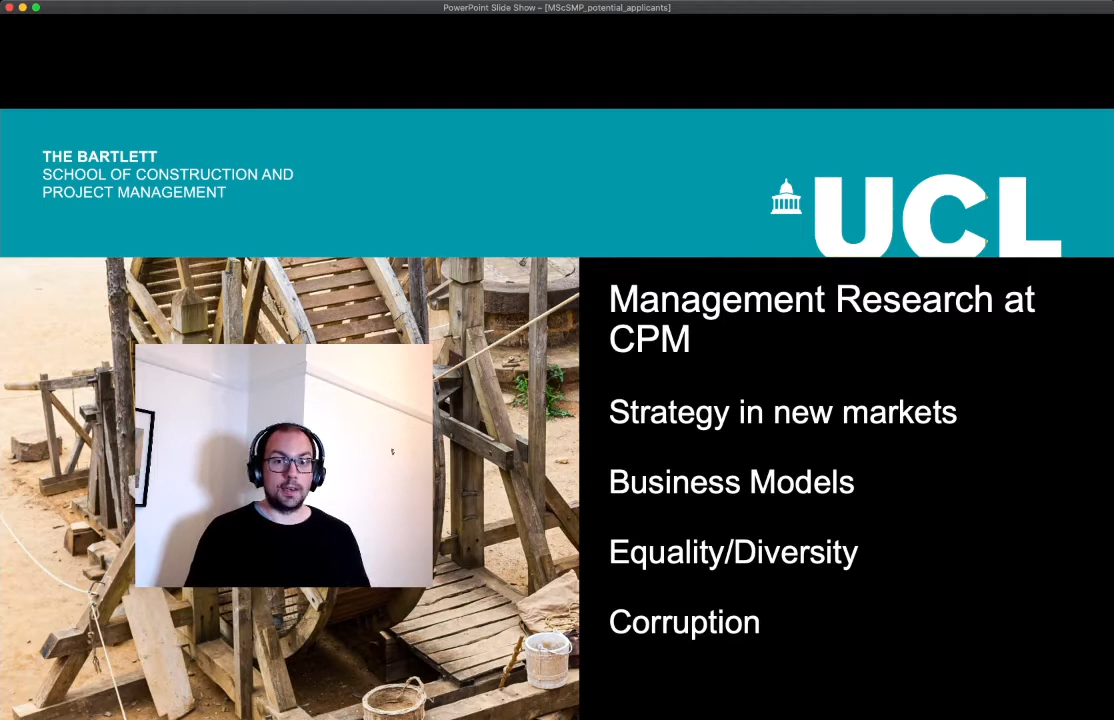 PowerPoint Slide Show – [MScSMP_potential_applicants]
THE BARTLETT
SCHOOL OF CONSTRUCTION AND
PROJECT MANAGEMENT
UCL
Management Research at
CPM
Strategy in new markets
Business Models
Equality/Diversity
Corruption